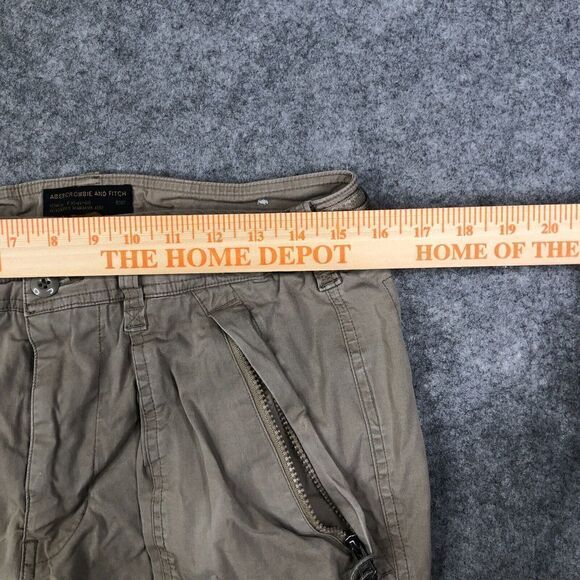 ABERCROMBIE AND FITCH
7 8 9 10 11 12 13 14 15 16 17 18 19 20
THE HOME DEPOT HOME OF THE